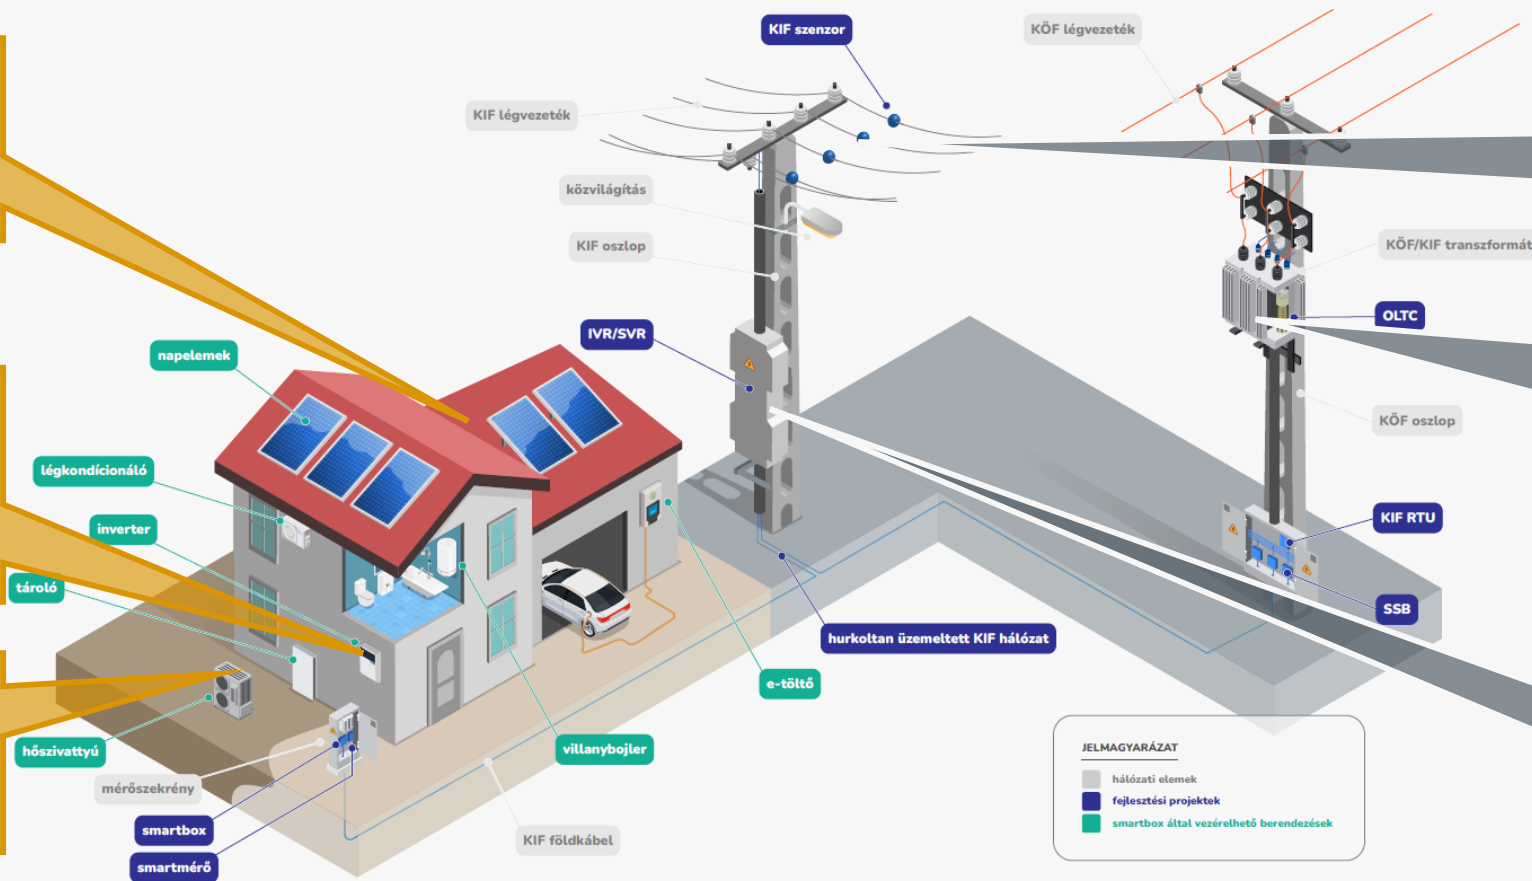 KIF szenzor
KÖF légvezeték
KIF légvezeték
közvilágítás
KIF oszlop
KÖF/KIF transzformát
OLTC
IVR/SVR
napelemek
KÖF oszlop
légkondícionáló
inverter
KIF RTU
tároló
SSB
hurkoltan üzemeltett KIF hálózat
e-töltő
hőszivattyú
villanybojler
mérőszekrény
smartbox
KIF földkábel
smartmérő
JELMAGYARÁZAT
hálózati elemek
fejlesztési projektek
smartbox által vezérelhető berendezések